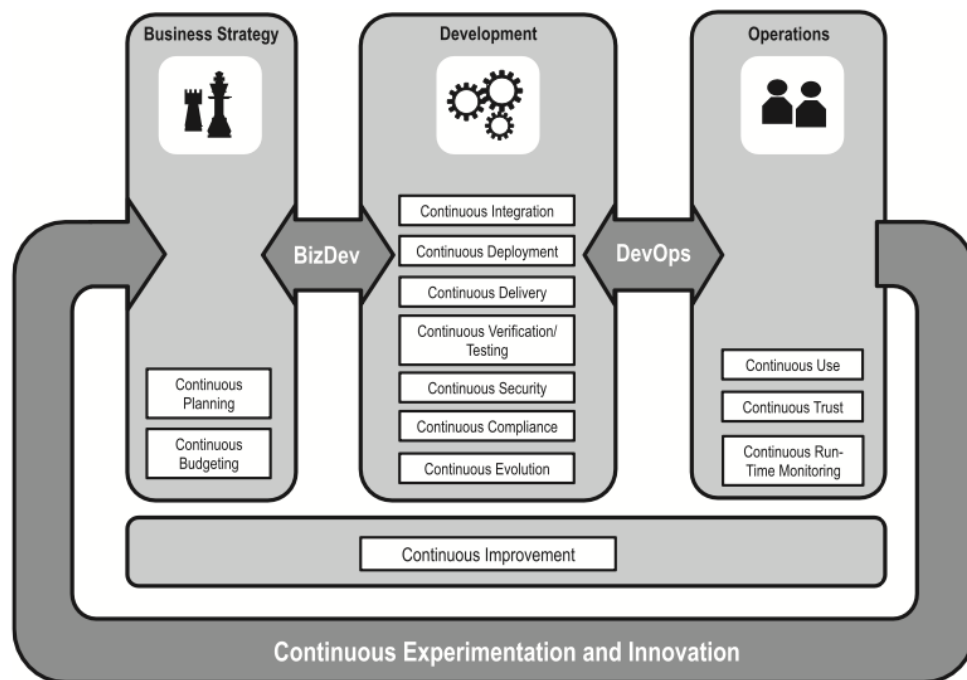 Business Strategy
Development
Operations
BizDev
DevOps
Continuous Integration
Continuous Deployment
Continuous Delivery
Continuous Verification/
Testing
Continuous Security
Continuous Compliance
Continuous Evolution
Continuous
Planning
Continuous
Budgeting
Continuous Use
Continuous Trust
Continuous Run-
Time Monitoring
Continuous Improvement
Continuous Experimentation and Innovation